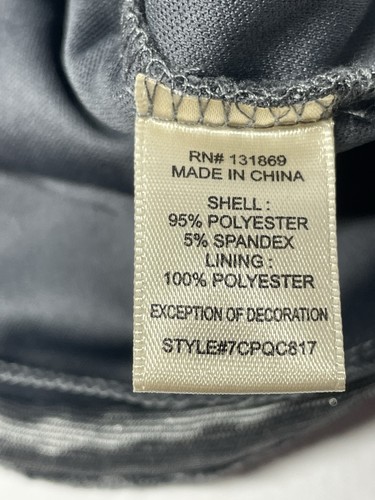 RN# 131869
MADE IN CHINA
SHELL :
95% POLYESTER
5% SPANDEX
LINING :
100% POLYESTER
EXCEPTION OF DECORATION
STYLE#7CPQC817